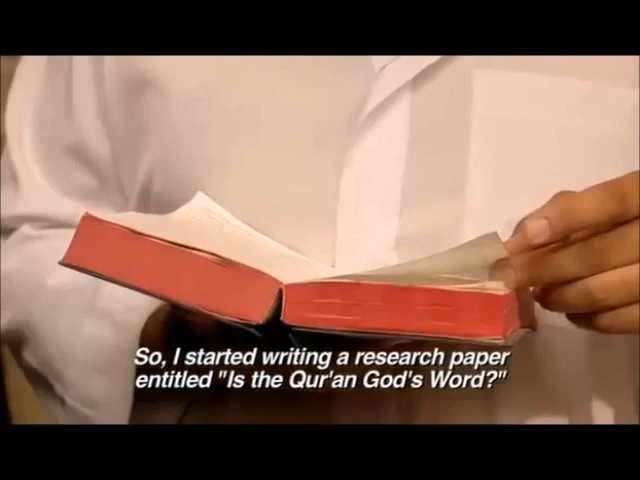 So, I started writing a research paper
entitled "Is the Qur'an God's Word?"